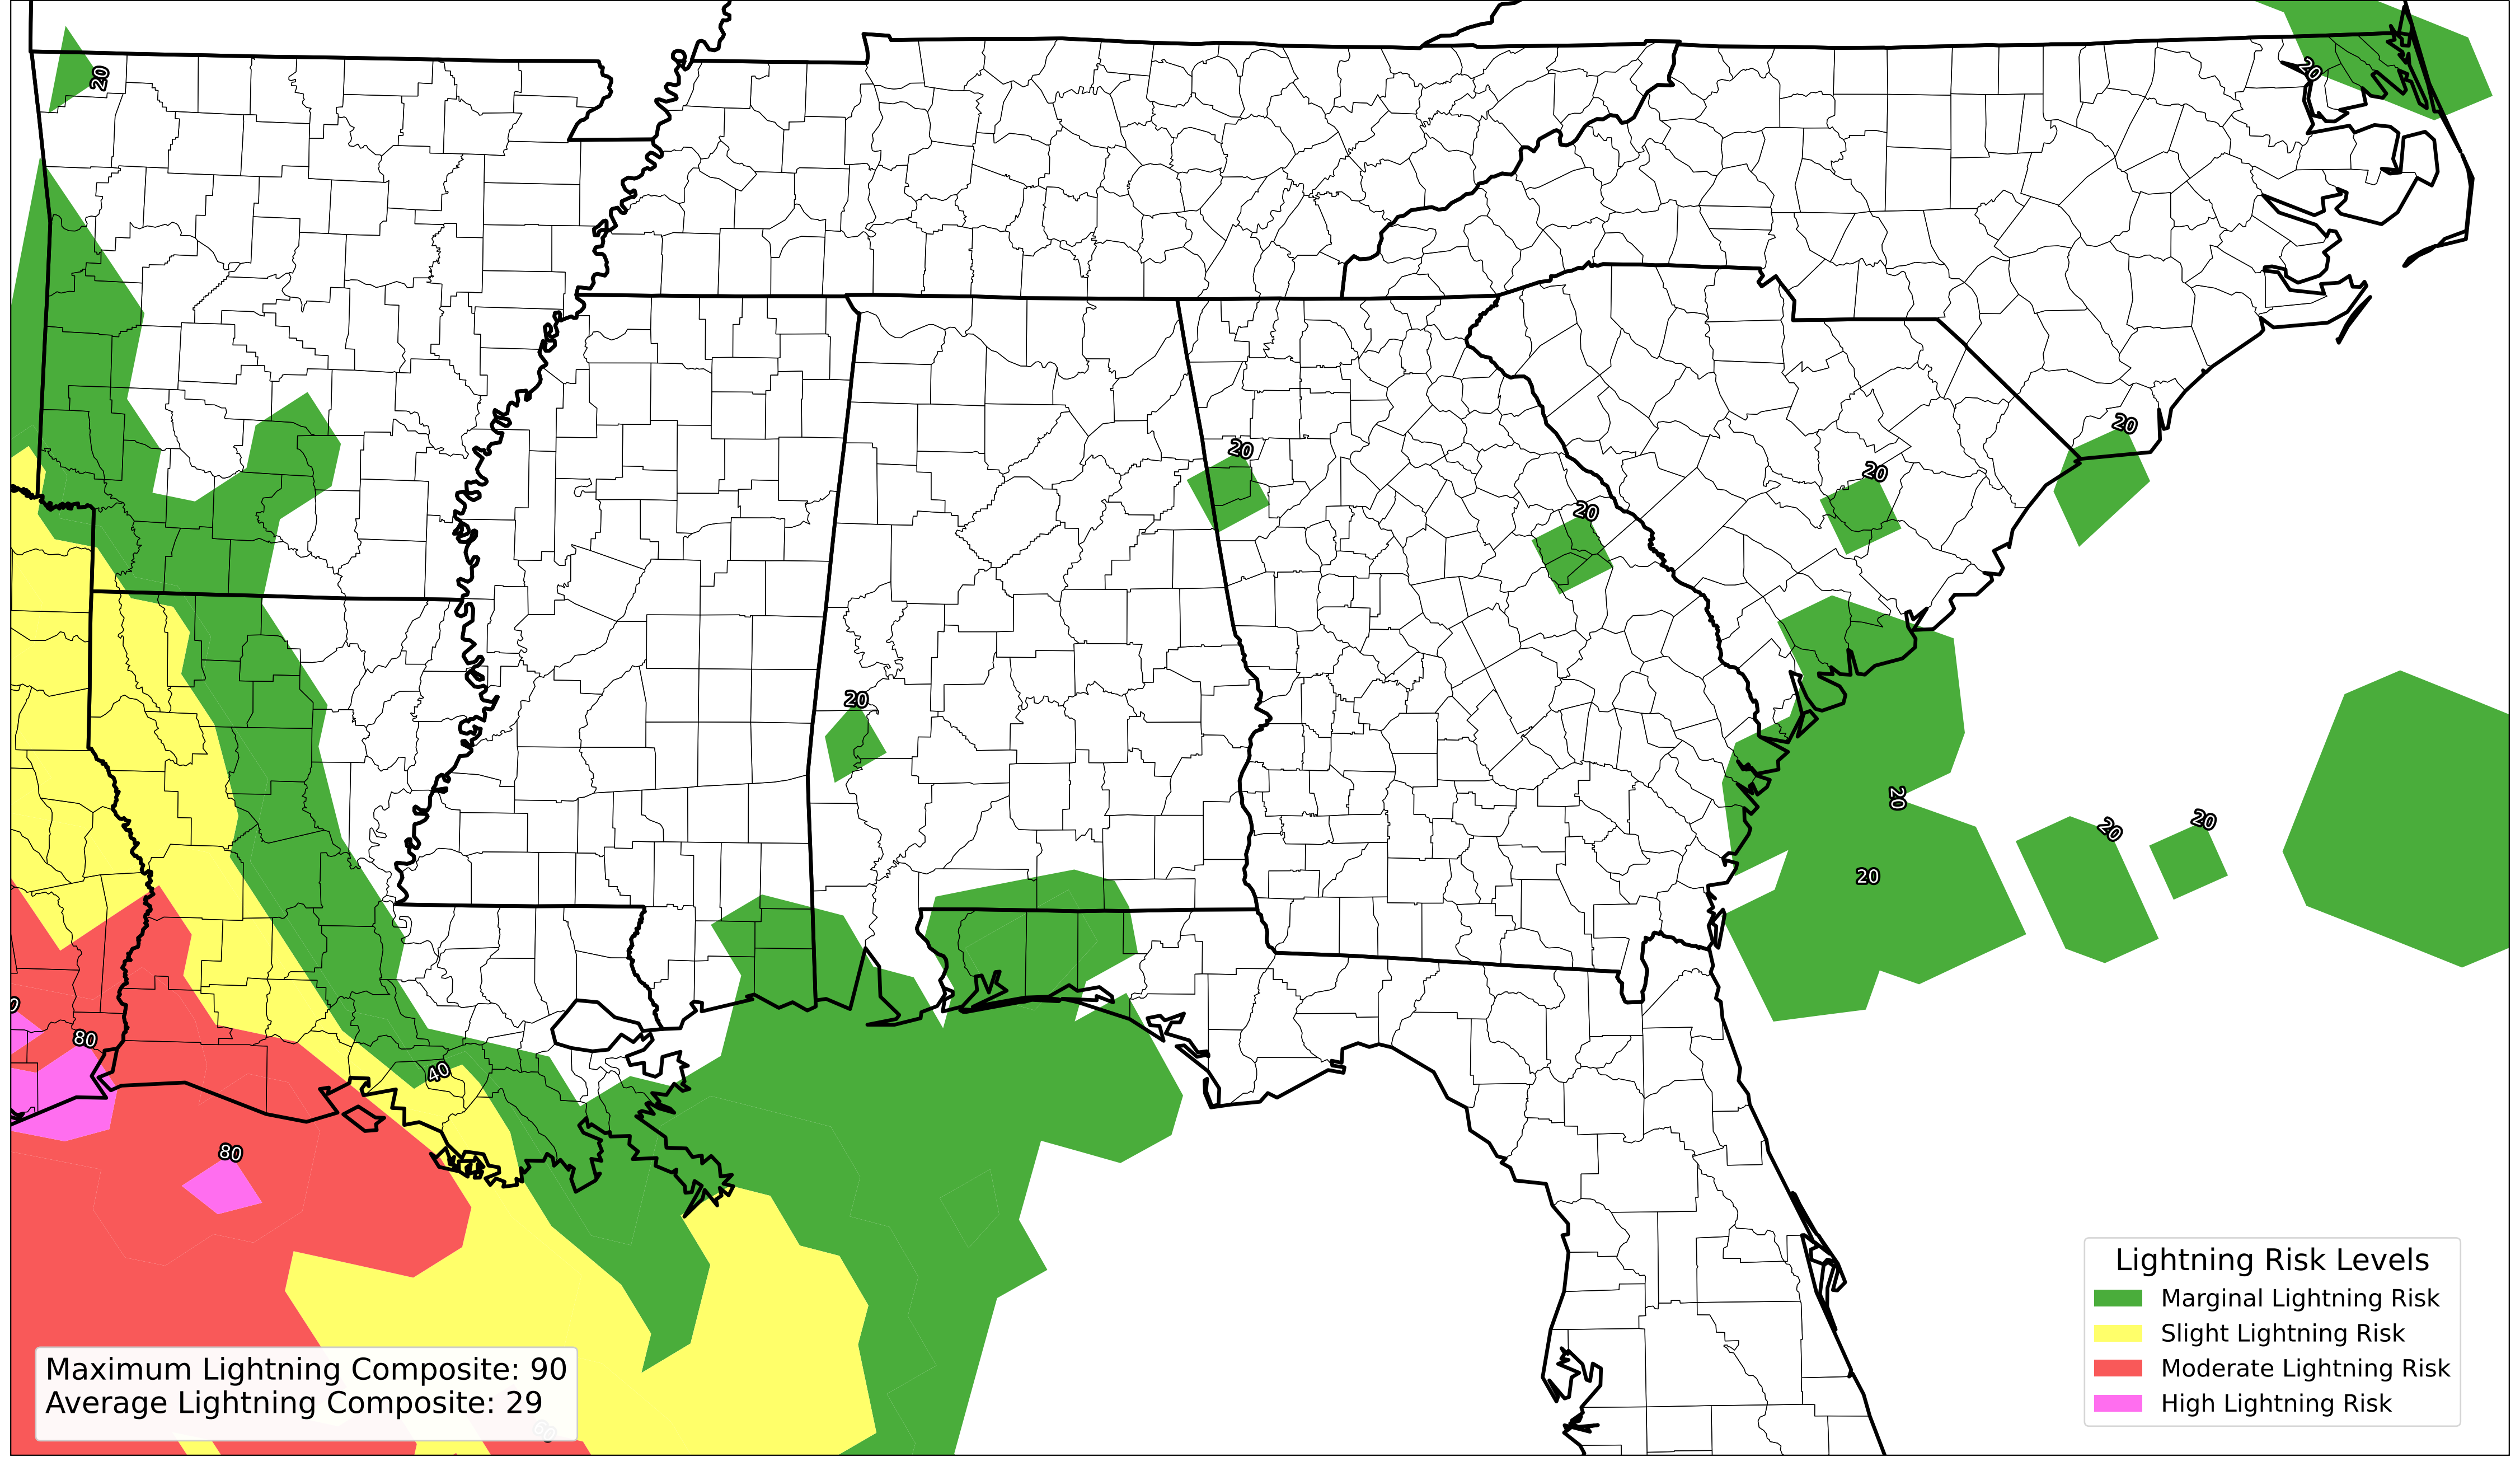 20
20
20
20
20
20
20
20
20
20
20
80
40
80
Lightning Risk Levels
Marginal Lightning Risk
Slight Lightning Risk
Moderate Lightning Risk
High Lightning Risk
Maximum Lightning Composite: 90
Average Lightning Composite: 29